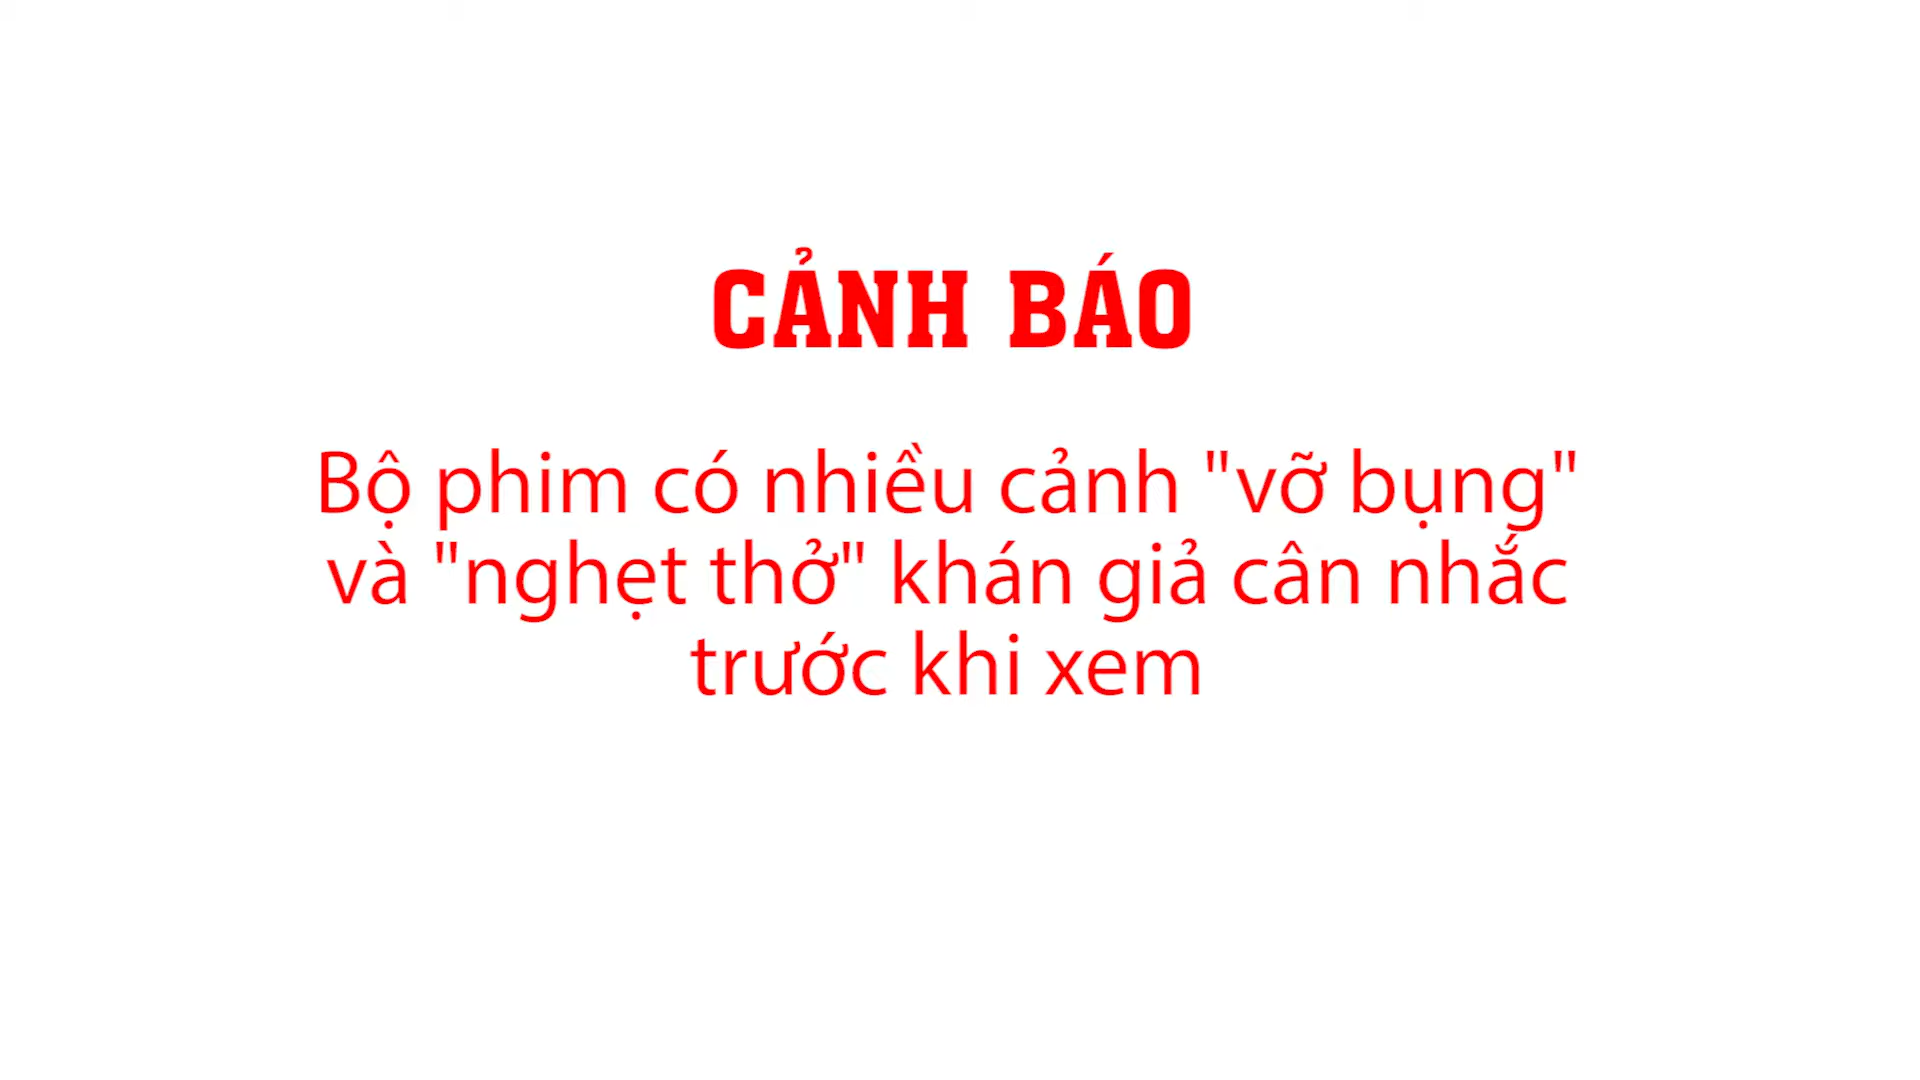 CẢNH BÁO
Bộ phim có nhiều cảnh "vỡ bụng"
và "nghẹt thở" khán giả cân nhắc
trước khi xem